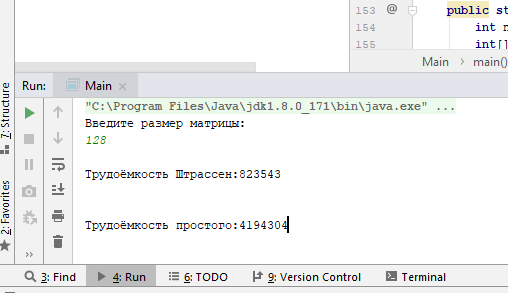 153
@
public st
154
int n
155
int[]
Main
main()
Run:
Main
7: Structure
2: Favorites
"C:\Program Files\Java\jdk1.8.0_171\bin\java.exe" ...
Введите размер матрицы:
128
Трудоёмкость Штрассен:823543
Трудоёмкость простого:4194304
3: Find
4: Run
6: TODO
9: Version Control
Terminal